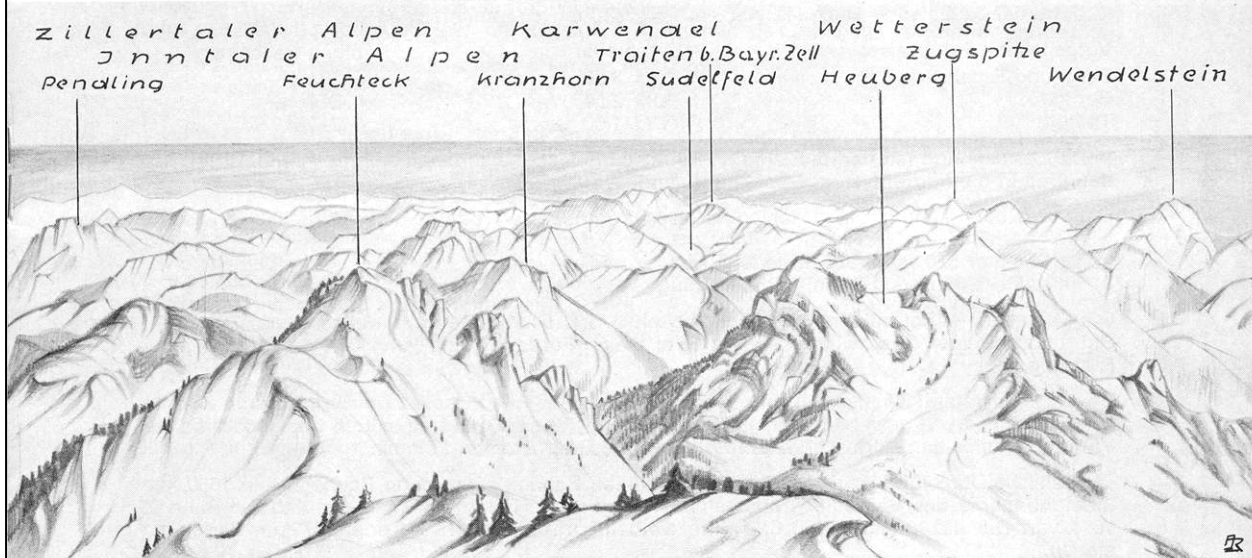 Zillertaler Alpen Karwendel Wetterstein
Inntaler Alpen Traiten b. Bayr. Zell Zugspitze
Pendling Feuchteck Kranzhorn Sudelfeld Heuberg Wendelstein